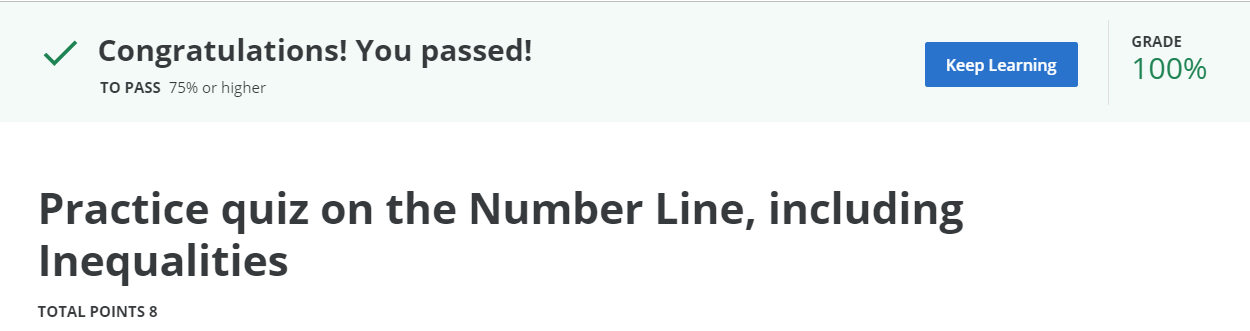 Congratulations! You passed!
TO PASS 75% or higher
Keep Learning
GRADE
100%
Practice quiz on the Number Line, including
Inequalities
TOTAL POINTS 8